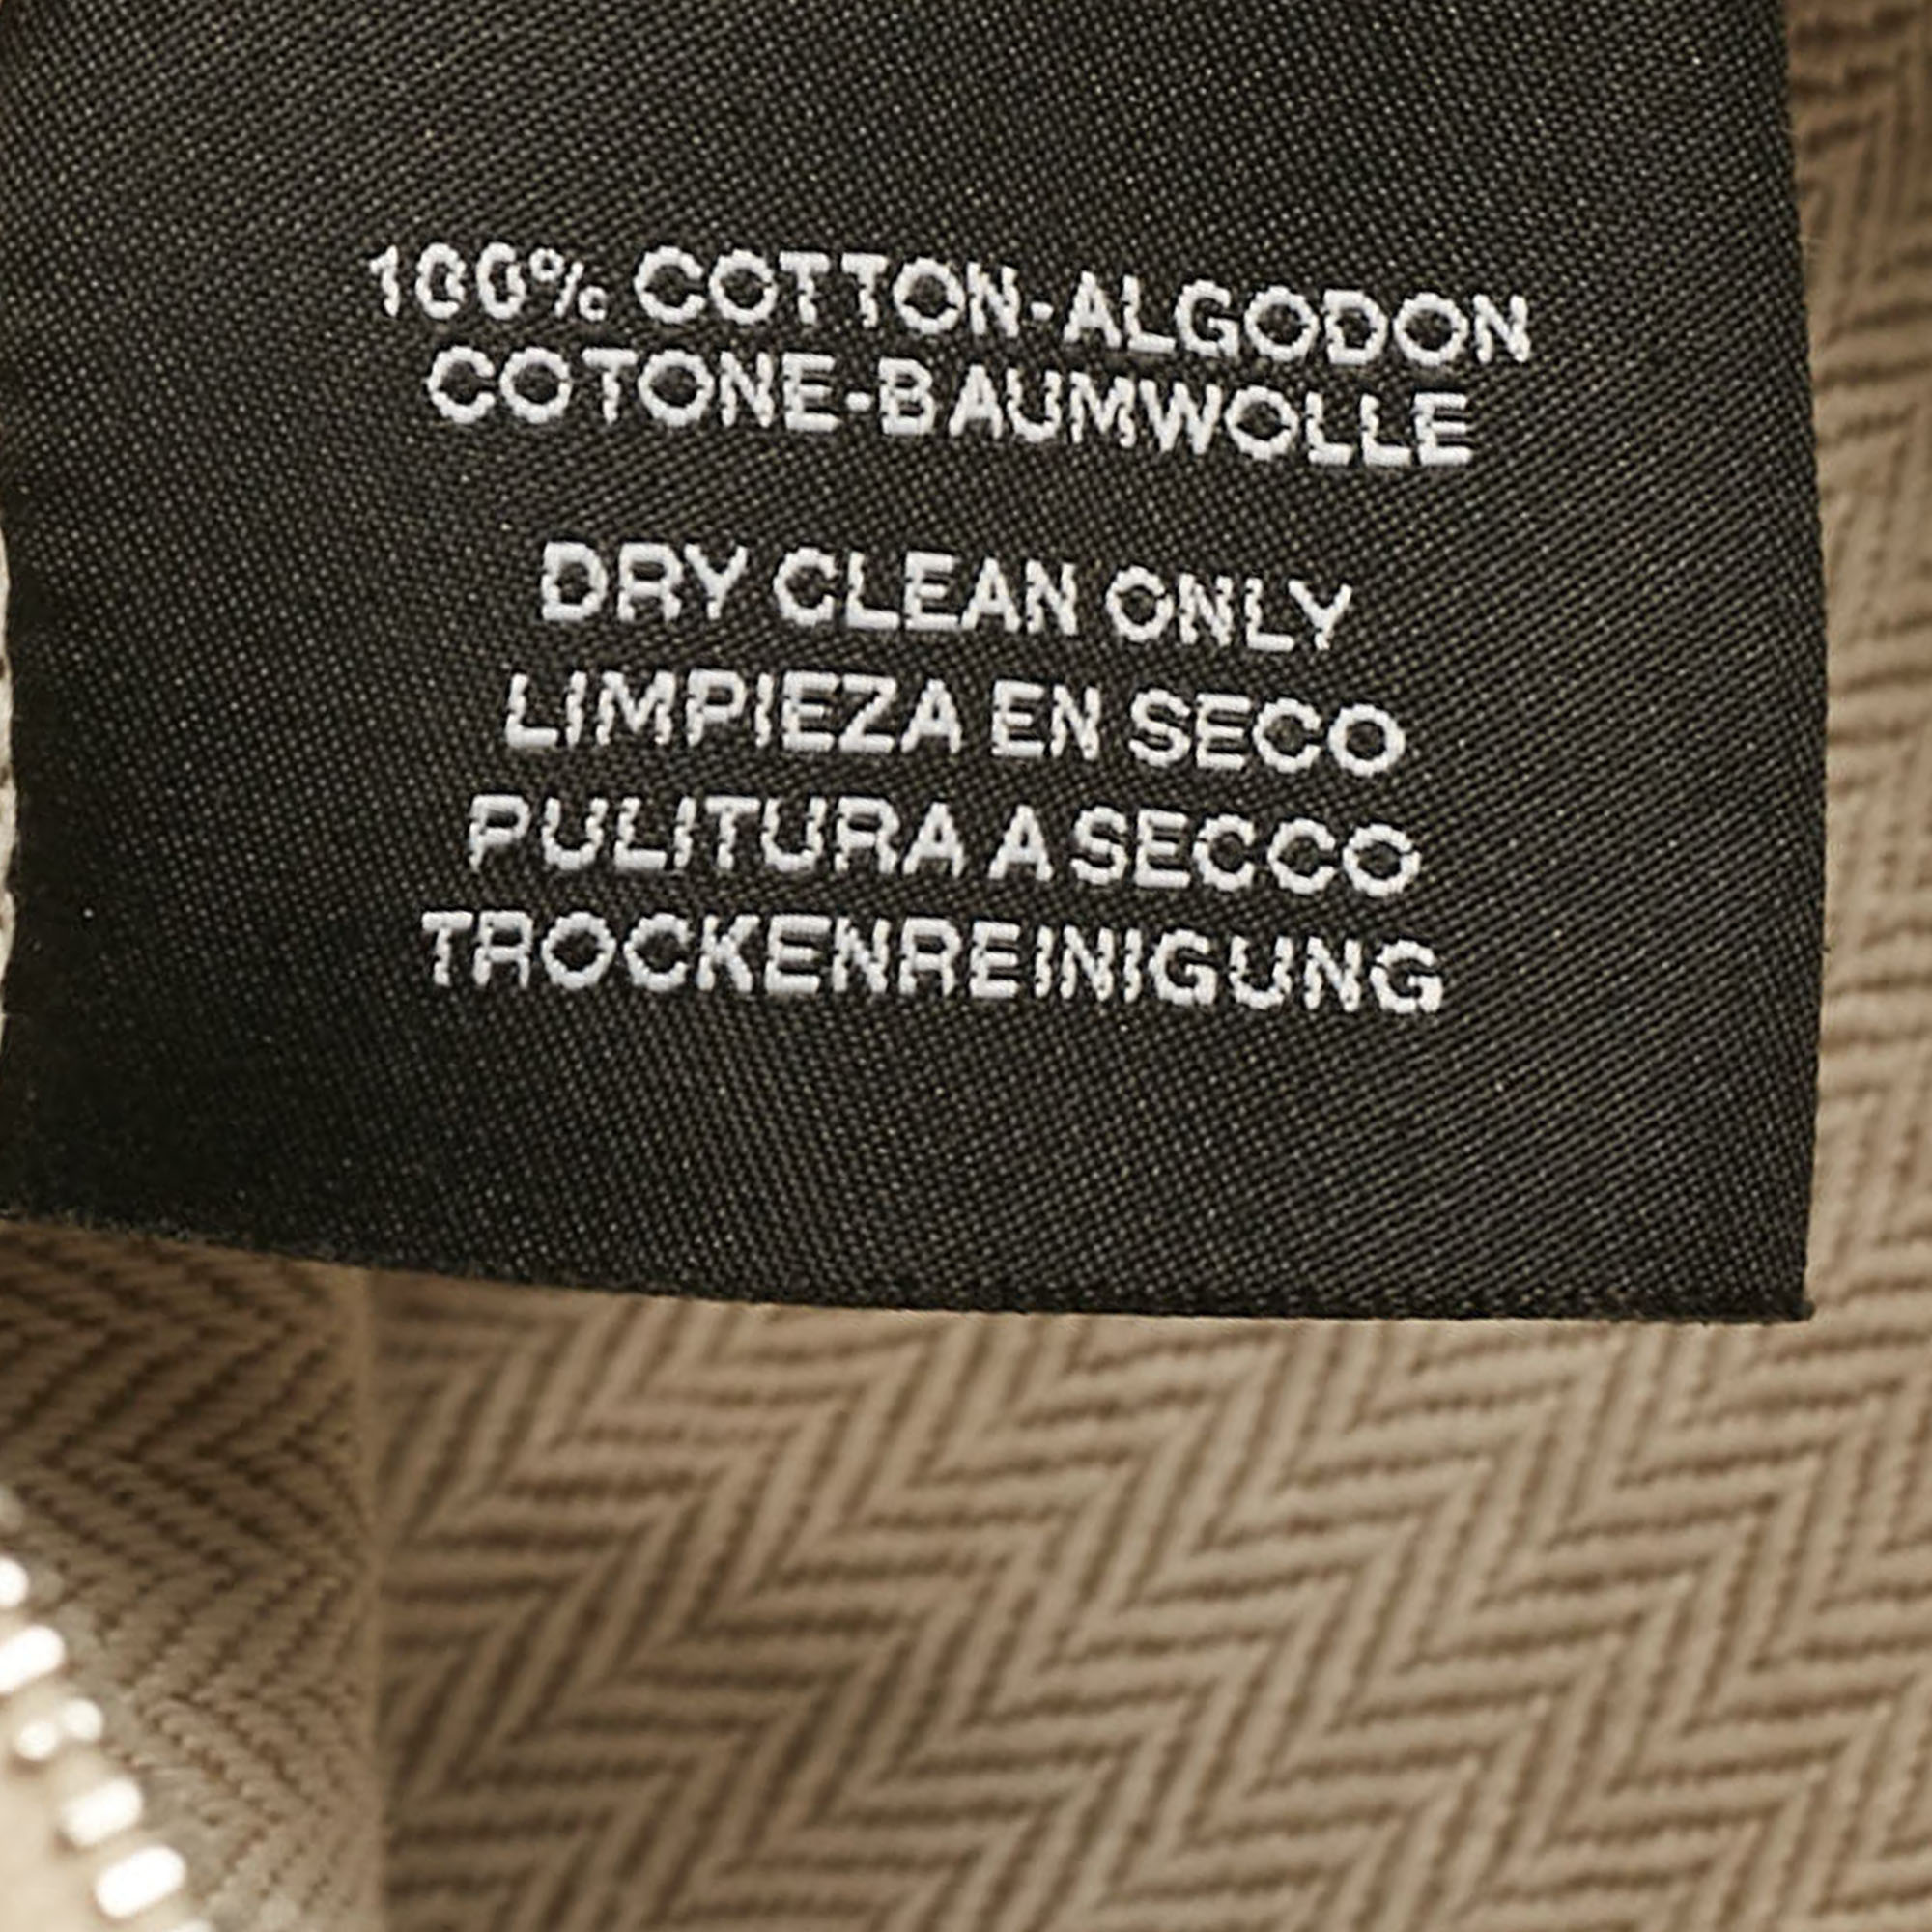 100% COTTON-ALGODON
COTONE-BAUMWOLLE
DRY CLEAN ONLY
LIMPIEZA EN SECO
PULITURA A SECCO
TROCKENREINIGUNG